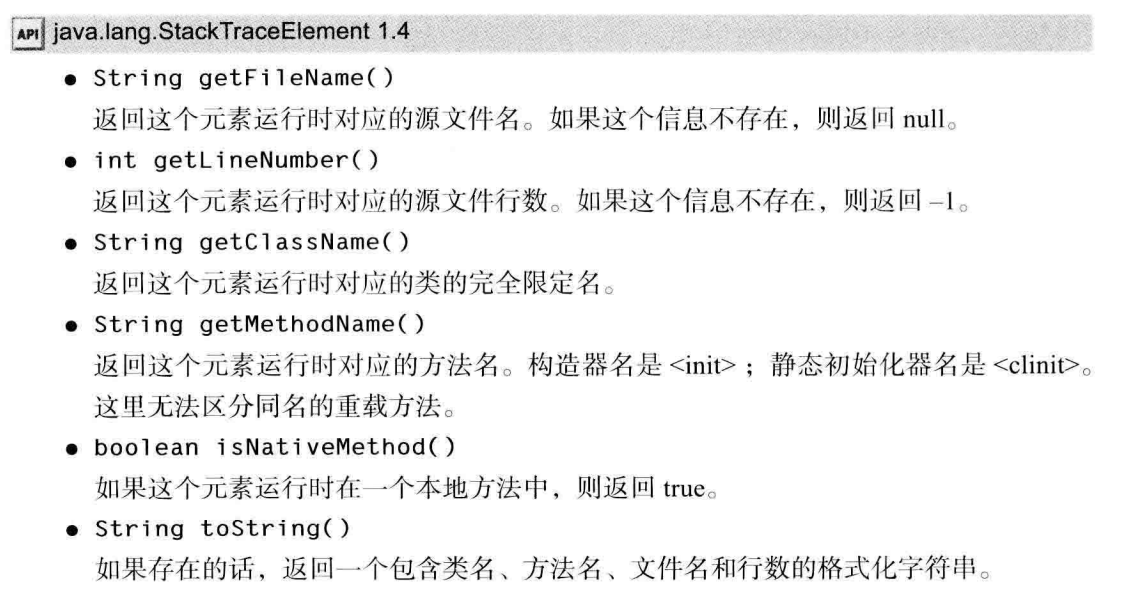 API java.lang.StackTraceElement 1.4
● String getFileName()
返回这个元素运行时对应的源文件名。如果这个信息不存在，则返回 null。
● int getLineNumber()
返回这个元素运行时对应的源文件行数。如果这个信息不存在，则返回 –1。
● String getClassName()
返回这个元素运行时对应的类的完全限定名。
● String getMethodName()
返回这个元素运行时对应的方法名。构造器名是 <init> ；静态初始化器名是 <clinit>。
这里无法区分同名的重载方法。
● boolean isNativeMethod()
如果这个元素运行时在一个本地方法中，则返回 true。
● String toString()
如果存在的话，返回一个包含类名、方法名、文件名和行数的格式化字符串。